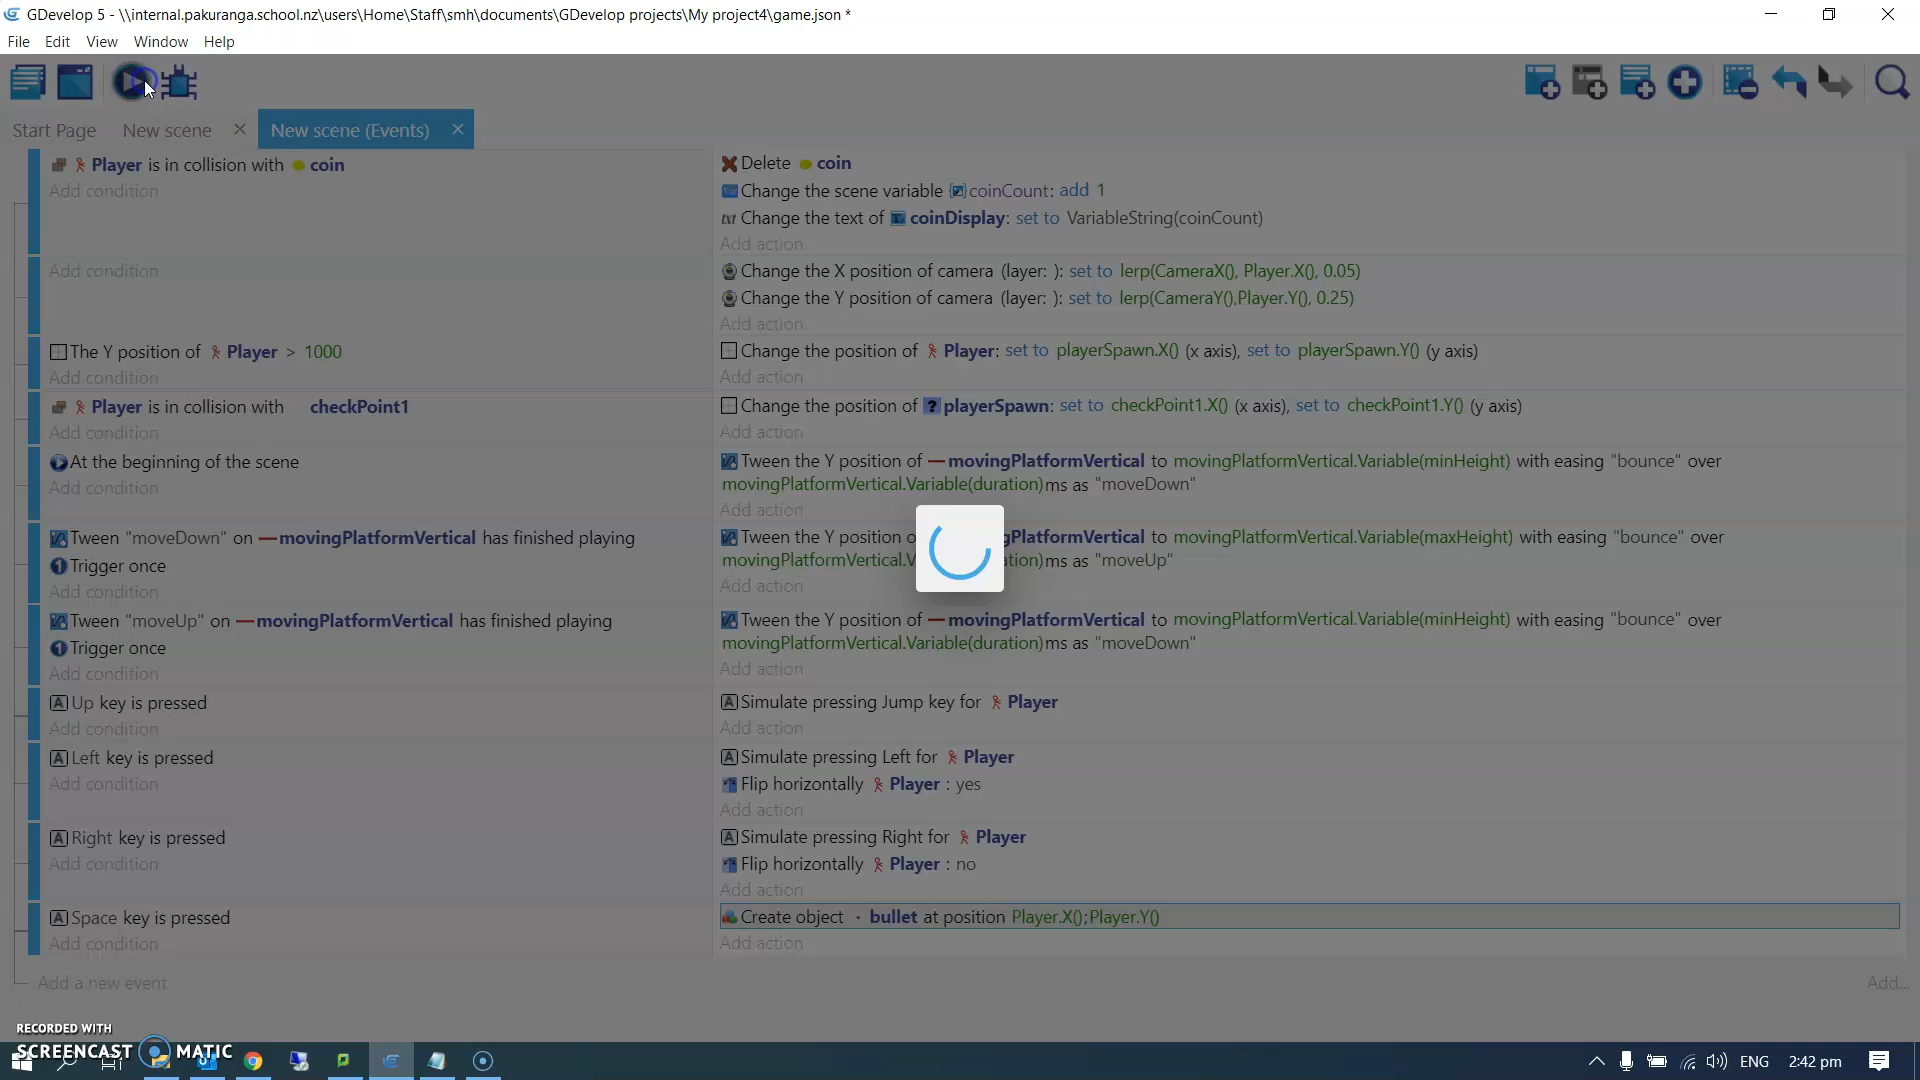 GDevelop 5 - \\internal.pakuranga.school.nz\users\Home\Staff\smh\documents\GDevelop projects\My project4\game.json *
File Edit View Window Help
Start Page New scene New scene (Events)
Player is in collision with coin
Add condition
Delete coin
Change the scene variable coinCount: add 1
Change the text of coinDisplay: set to VariableString(coinCount)
Add action
Add condition
Change the X position of camera (layer: ): set to lerp(CameraX(), Player.X(), 0.05)
Change the Y position of camera (layer: ): set to lerp(CameraY(),Player.Y(), 0.25)
Add action
The Y position of Player > 1000
Add condition
Change the position of Player: set to playerSpawn.X() (x axis), set to playerSpawn.Y() (y axis)
Add action
Player is in collision with checkPoint1
Add condition
Change the position of playerSpawn: set to checkPoint1.X() (x axis), set to checkPoint1.Y() (y axis)
Add action
At the beginning of the scene
Add condition
Tween the Y position of movingPlatformVertical to movingPlatformVertical.Variable(minHeight) with easing "bounce" over
movingPlatformVertical.Variable(duration)ms as "moveDown"
Add action
Tween "moveDown" on movingPlatformVertical has finished playing
Trigger once
Add condition
Tween the Y position gPlatformVertical to movingPlatformVertical.Variable(maxHeight) with easing "bounce" over
movingPlatformVertical. tion)ms as "moveUp"
Add action
Tween "moveUp" on movingPlatformVertical has finished playing
Trigger once
Add condition
Tween the Y position of movingPlatformVertical to movingPlatformVertical.Variable(minHeight) with easing "bounce" over
movingPlatformVertical.Variable(duration)ms as "moveDown"
Add action
Up key is pressed
Add condition
Simulate pressing Jump key for Player
Add action
Left key is pressed
Add condition
Simulate pressing Left for Player
Flip horizontally Player : yes
Add action
Right key is pressed
Add condition
Simulate pressing Right for Player
Flip horizontally Player : no
Add action
Space key is pressed
Add condition
Create object bullet at position Player.X();Player.Y()
Add action
Add a new event Add...
RECORDED WITH
SCREENCAST MATIC
ENG 2:42 pm